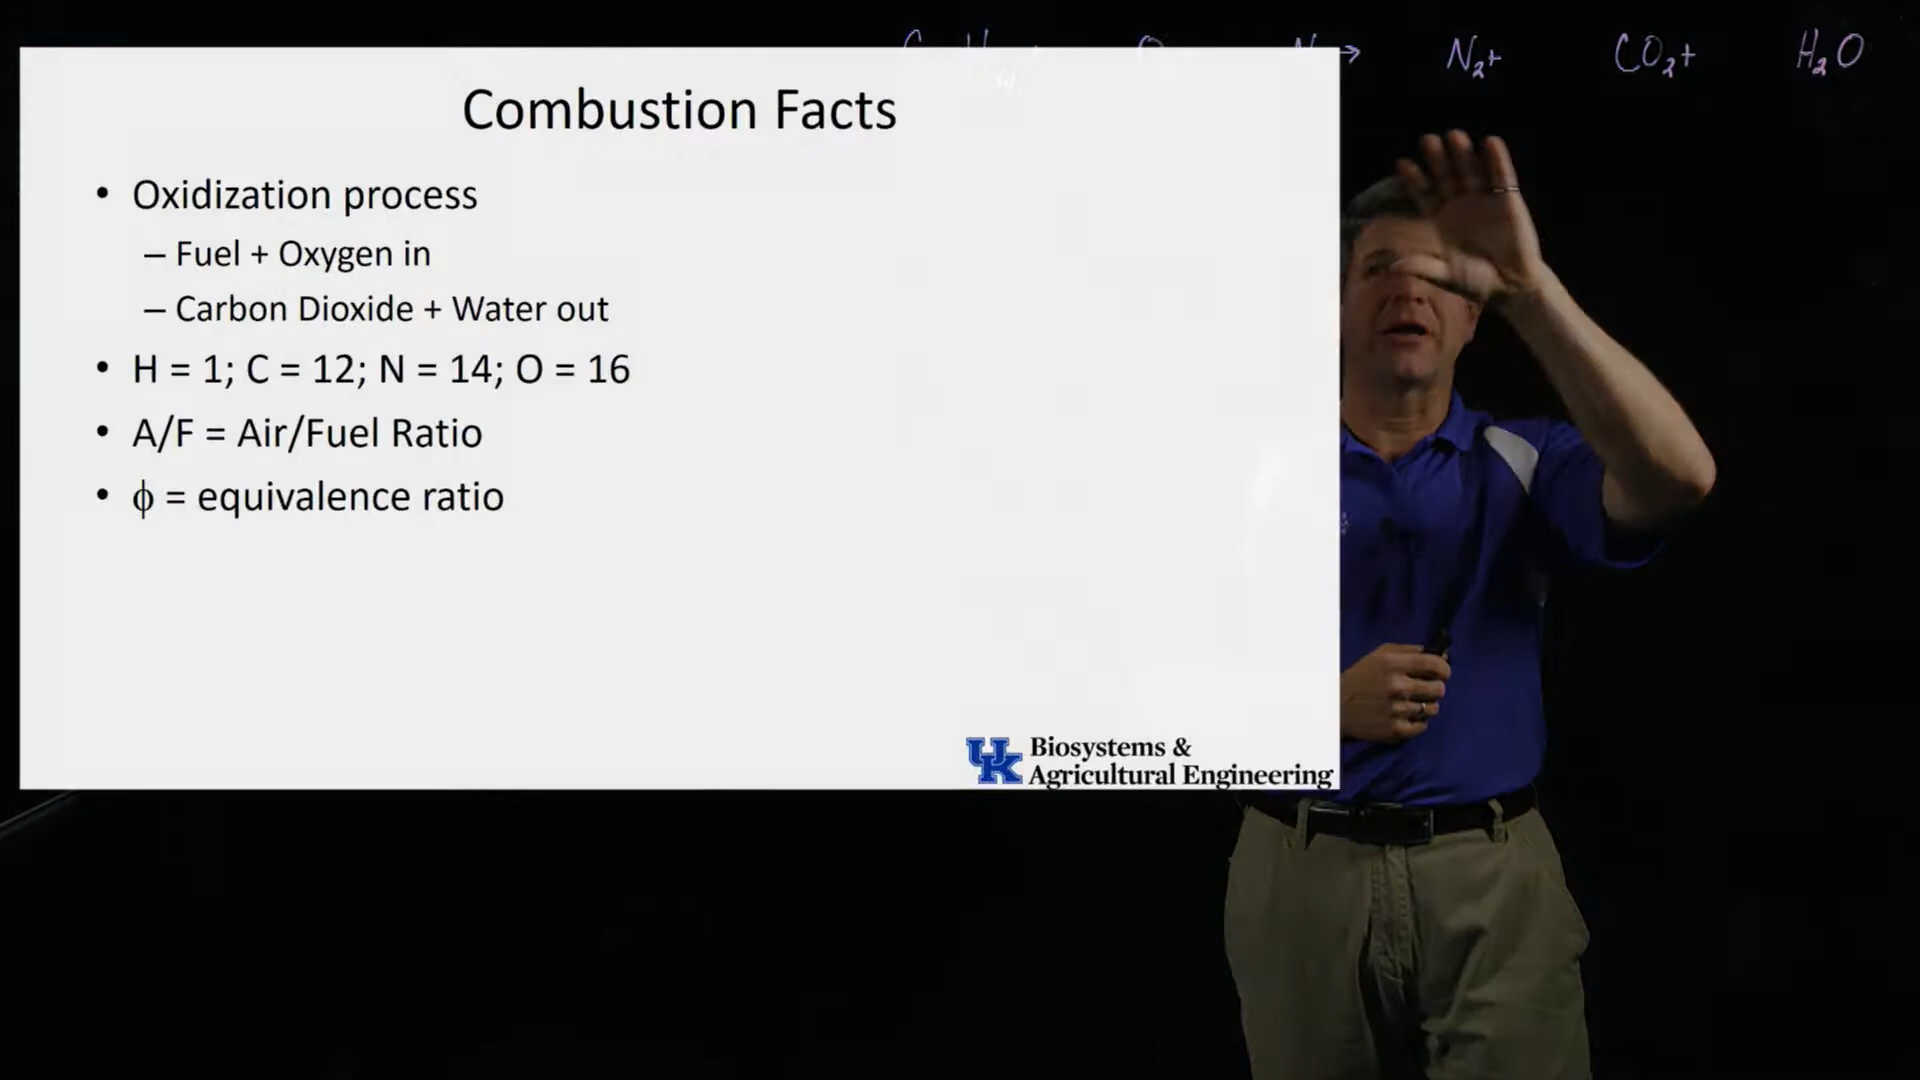 N₂+ CO₂+ H₂O
Combustion Facts
• Oxidization process
– Fuel + Oxygen in
– Carbon Dioxide + Water out
• H = 1; C = 12; N = 14; O = 16
• A/F = Air/Fuel Ratio
• ϕ = equivalence ratio
UK
Biosystems &
Agricultural Engineering